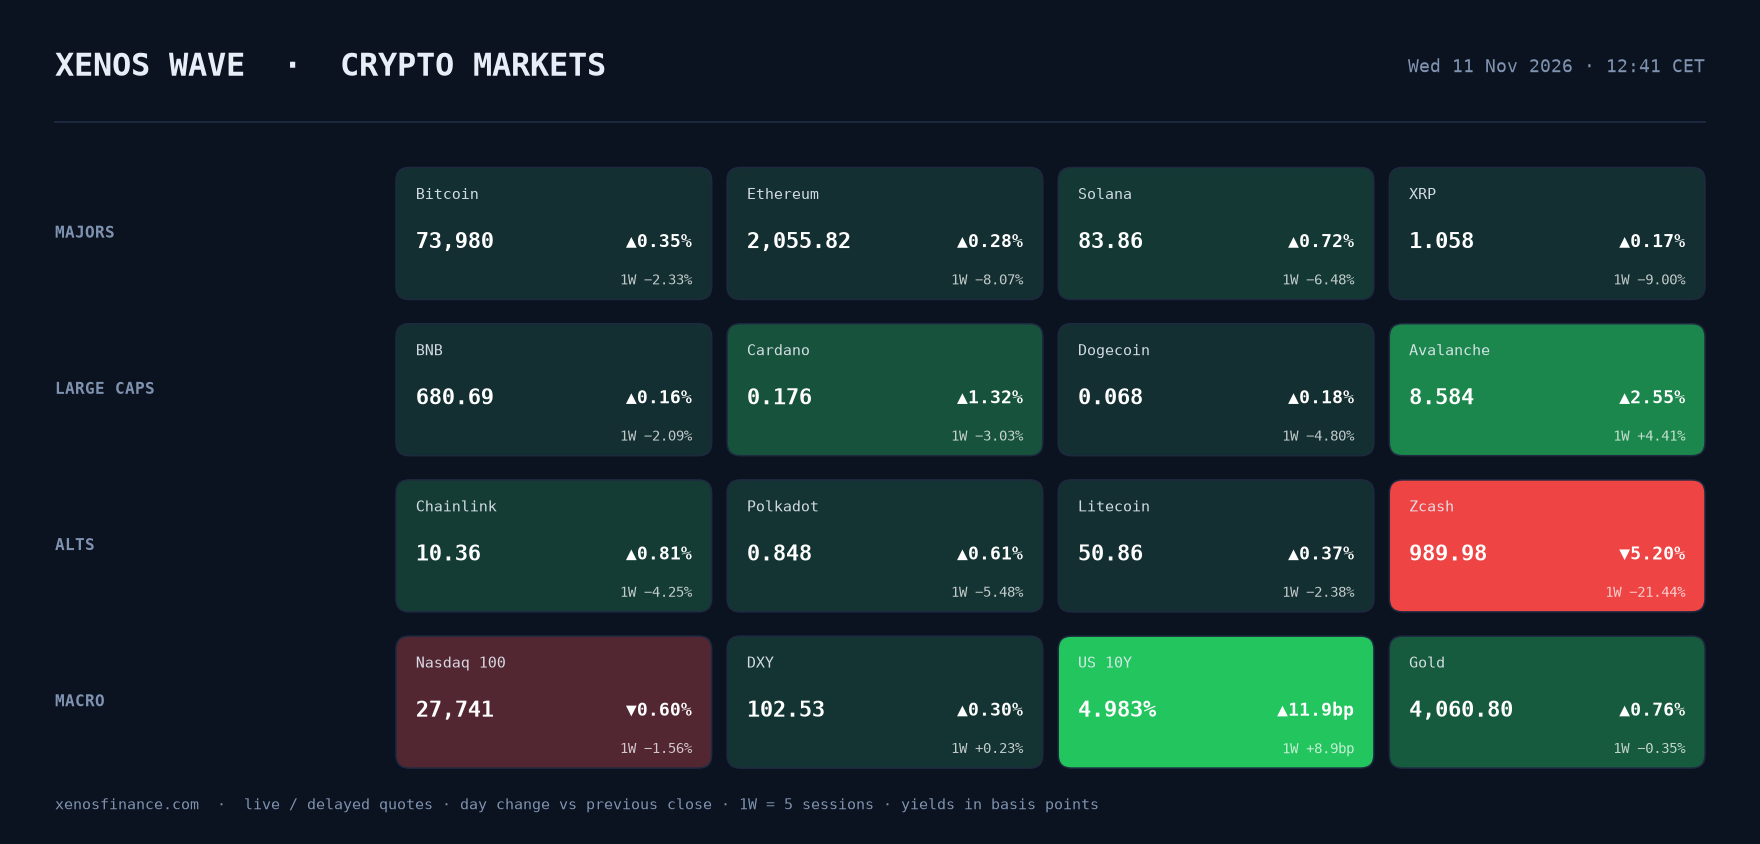 XENOS WAVE · CRYPTO MARKETS
Wed 11 Nov 2026 · 12:41 CET
MAJORS
Bitcoin
73,980 ▲0.35%
1W −2.33%
Ethereum
2,055.82 ▲0.28%
1W −8.07%
Solana
83.86 ▲0.72%
1W −6.48%
XRP
1.058 ▲0.17%
1W −9.00%
LARGE CAPS
BNB
680.69 ▲0.16%
1W −2.09%
Cardano
0.176 ▲1.32%
1W −3.03%
Dogecoin
0.068 ▲0.18%
1W −4.80%
Avalanche
8.584 ▲2.55%
1W +4.41%
ALTS
Chainlink
10.36 ▲0.81%
1W −4.25%
Polkadot
0.848 ▲0.61%
1W −5.48%
Litecoin
50.86 ▲0.37%
1W −2.38%
Zcash
989.98 ▼5.20%
1W −21.44%
MACRO
Nasdaq 100
27,741 ▼0.60%
1W −1.56%
DXY
102.53 ▲0.30%
1W +0.23%
US 10Y
4.983% ▲11.9bp
1W +8.9bp
Gold
4,060.80 ▲0.76%
1W −0.35%
xenosfinance.com · live / delayed quotes · day change vs previous close · 1W = 5 sessions · yields in basis points